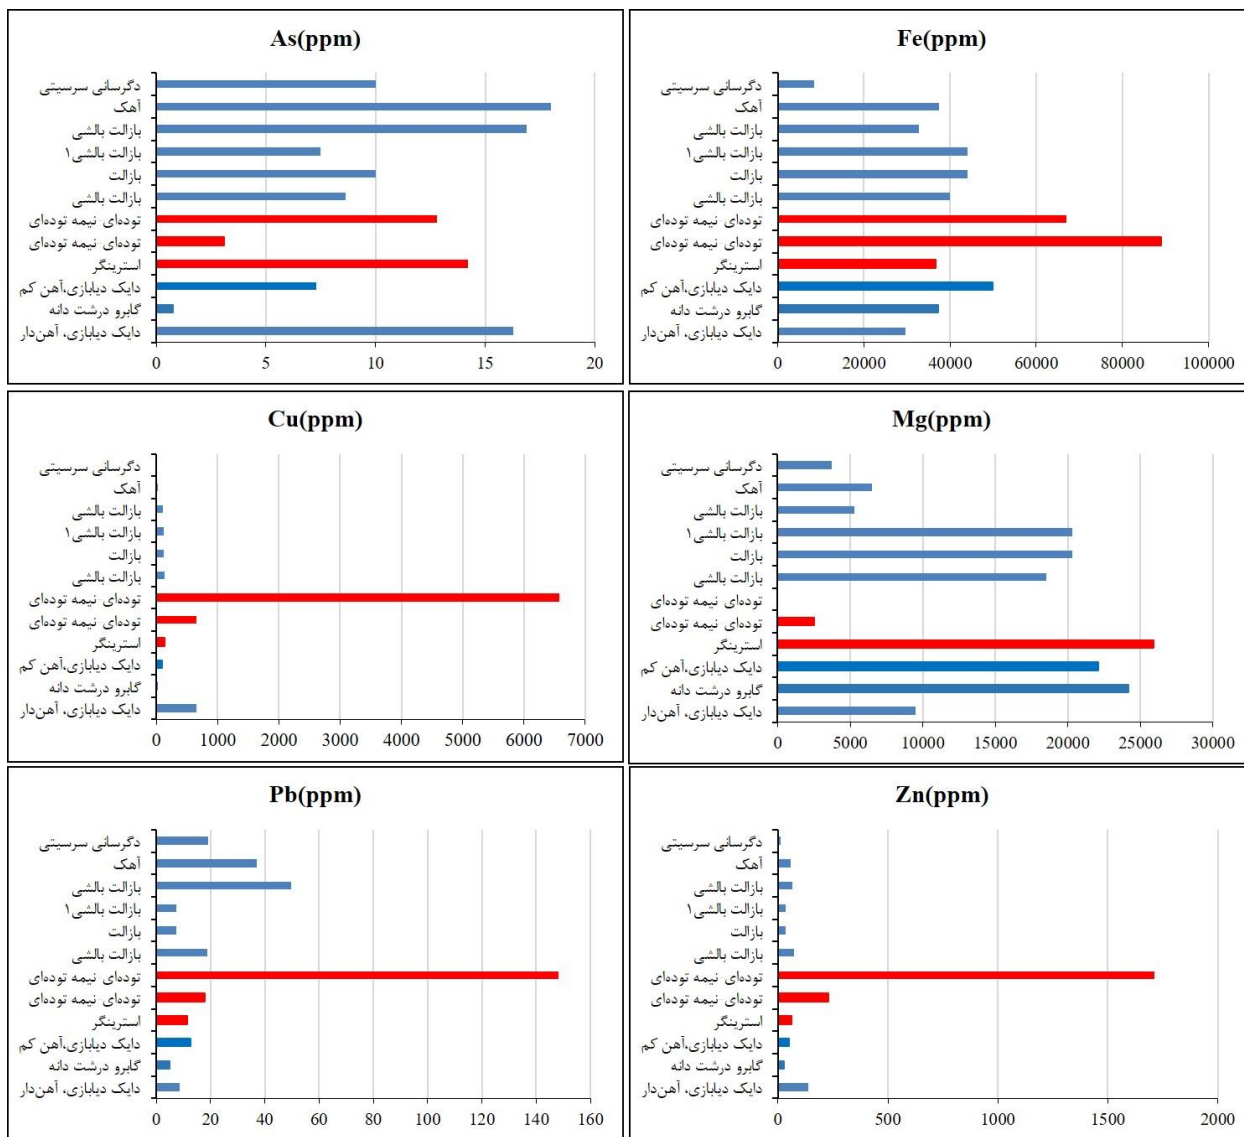 As(ppm)
دگرسانی سرسیتی
آهک
بازالت بالشی
بازالت بالشی۱
بازالت
بازالت بالشی
توده‌ای نیمه توده‌ای
توده‌ای نیمه توده‌ای
استرینگر
دایک دیابازی،آهن کم
گابرو درشت دانه
دایک دیابازی، آهن‌دار
0 5 10 15 20
Fe(ppm)
دگرسانی سرسیتی
آهک
بازالت بالشی
بازالت بالشی۱
بازالت
بازالت بالشی
توده‌ای نیمه توده‌ای
توده‌ای نیمه توده‌ای
استرینگر
دایک دیابازی،آهن کم
گابرو درشت دانه
دایک دیابازی، آهن‌دار
0 20000 40000 60000 80000 100000
Cu(ppm)
دگرسانی سرسیتی
آهک
بازالت بالشی
بازالت بالشی۱
بازالت
بازالت بالشی
توده‌ای نیمه توده‌ای
توده‌ای نیمه توده‌ای
استرینگر
دایک دیابازی،آهن کم
گابرو درشت دانه
دایک دیابازی، آهن‌دار
0 1000 2000 3000 4000 5000 6000 7000
Mg(ppm)
دگرسانی سرسیتی
آهک
بازالت بالشی
بازالت بالشی۱
بازالت
بازالت بالشی
توده‌ای نیمه توده‌ای
توده‌ای نیمه توده‌ای
استرینگر
دایک دیابازی،آهن کم
گابرو درشت دانه
دایک دیابازی، آهن‌دار
0 5000 10000 15000 20000 25000 30000
Pb(ppm)
دگرسانی سرسیتی
آهک
بازالت بالشی
بازالت بالشی۱
بازالت
بازالت بالشی
توده‌ای نیمه توده‌ای
توده‌ای نیمه توده‌ای
استرینگر
دایک دیابازی،آهن کم
گابرو درشت دانه
دایک دیابازی، آهن‌دار
0 20 40 60 80 100 120 140 160
Zn(ppm)
دگرسانی سرسیتی
آهک
بازالت بالشی
بازالت بالشی۱
بازالت
بازالت بالشی
توده‌ای نیمه توده‌ای
توده‌ای نیمه توده‌ای
استرینگر
دایک دیابازی،آهن کم
گابرو درشت دانه
دایک دیابازی، آهن‌دار
0 500 1000 1500 2000